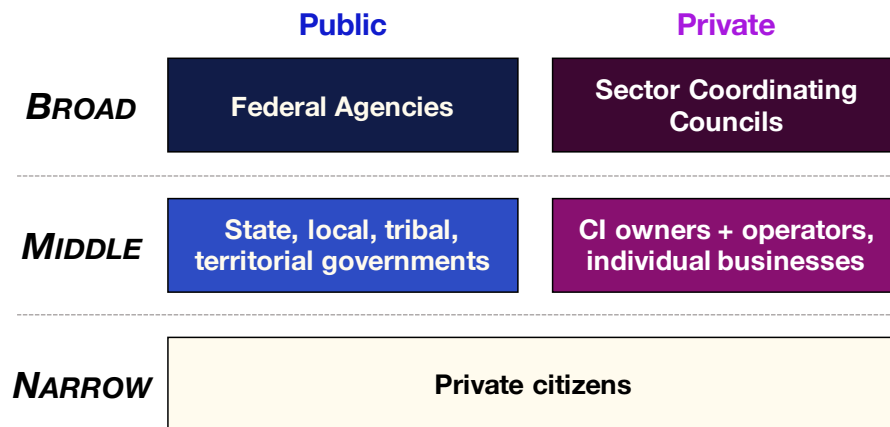 Public
Private
BROAD
Federal Agencies
Sector Coordinating
Councils
MIDDLE
State, local, tribal,
territorial governments
CI owners + operators,
individual businesses
NARROW
Private citizens